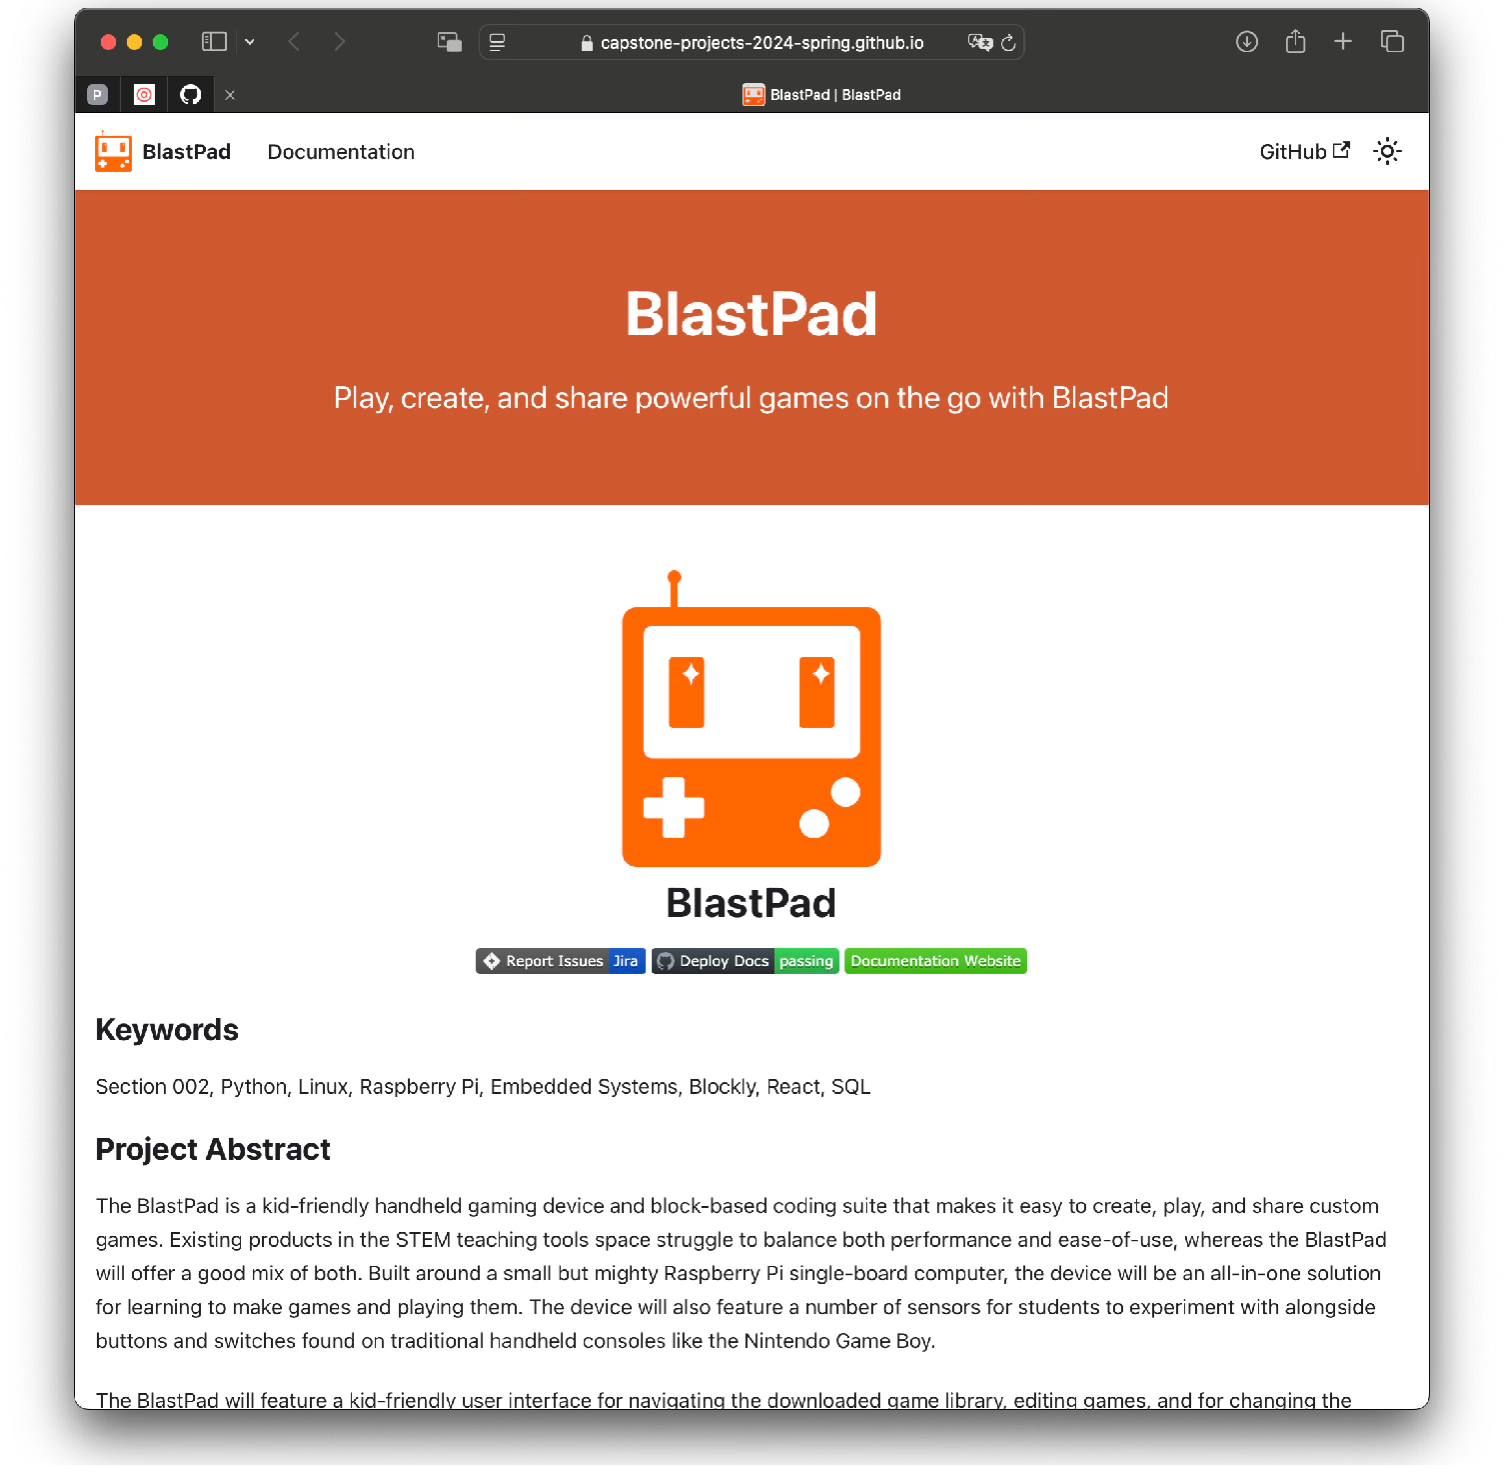 capstone-projects-2024-spring.github.io
P
BlastPad | BlastPad
BlastPad Documentation GitHub
BlastPad
Play, create, and share powerful games on the go with BlastPad
BlastPad
Report Issues Jira Deploy Docs passing Documentation Website
Keywords
Section 002, Python, Linux, Raspberry Pi, Embedded Systems, Blockly, React, SQL
Project Abstract
The BlastPad is a kid-friendly handheld gaming device and block-based coding suite that makes it easy to create, play, and share custom
games. Existing products in the STEM teaching tools space struggle to balance both performance and ease-of-use, whereas the BlastPad
will offer a good mix of both. Built around a small but mighty Raspberry Pi single-board computer, the device will be an all-in-one solution
for learning to make games and playing them. The device will also feature a number of sensors for students to experiment with alongside
buttons and switches found on traditional handheld consoles like the Nintendo Game Boy.
The BlastPad will feature a kid-friendly user interface for navigating the downloaded game library, editing games, and for changing the